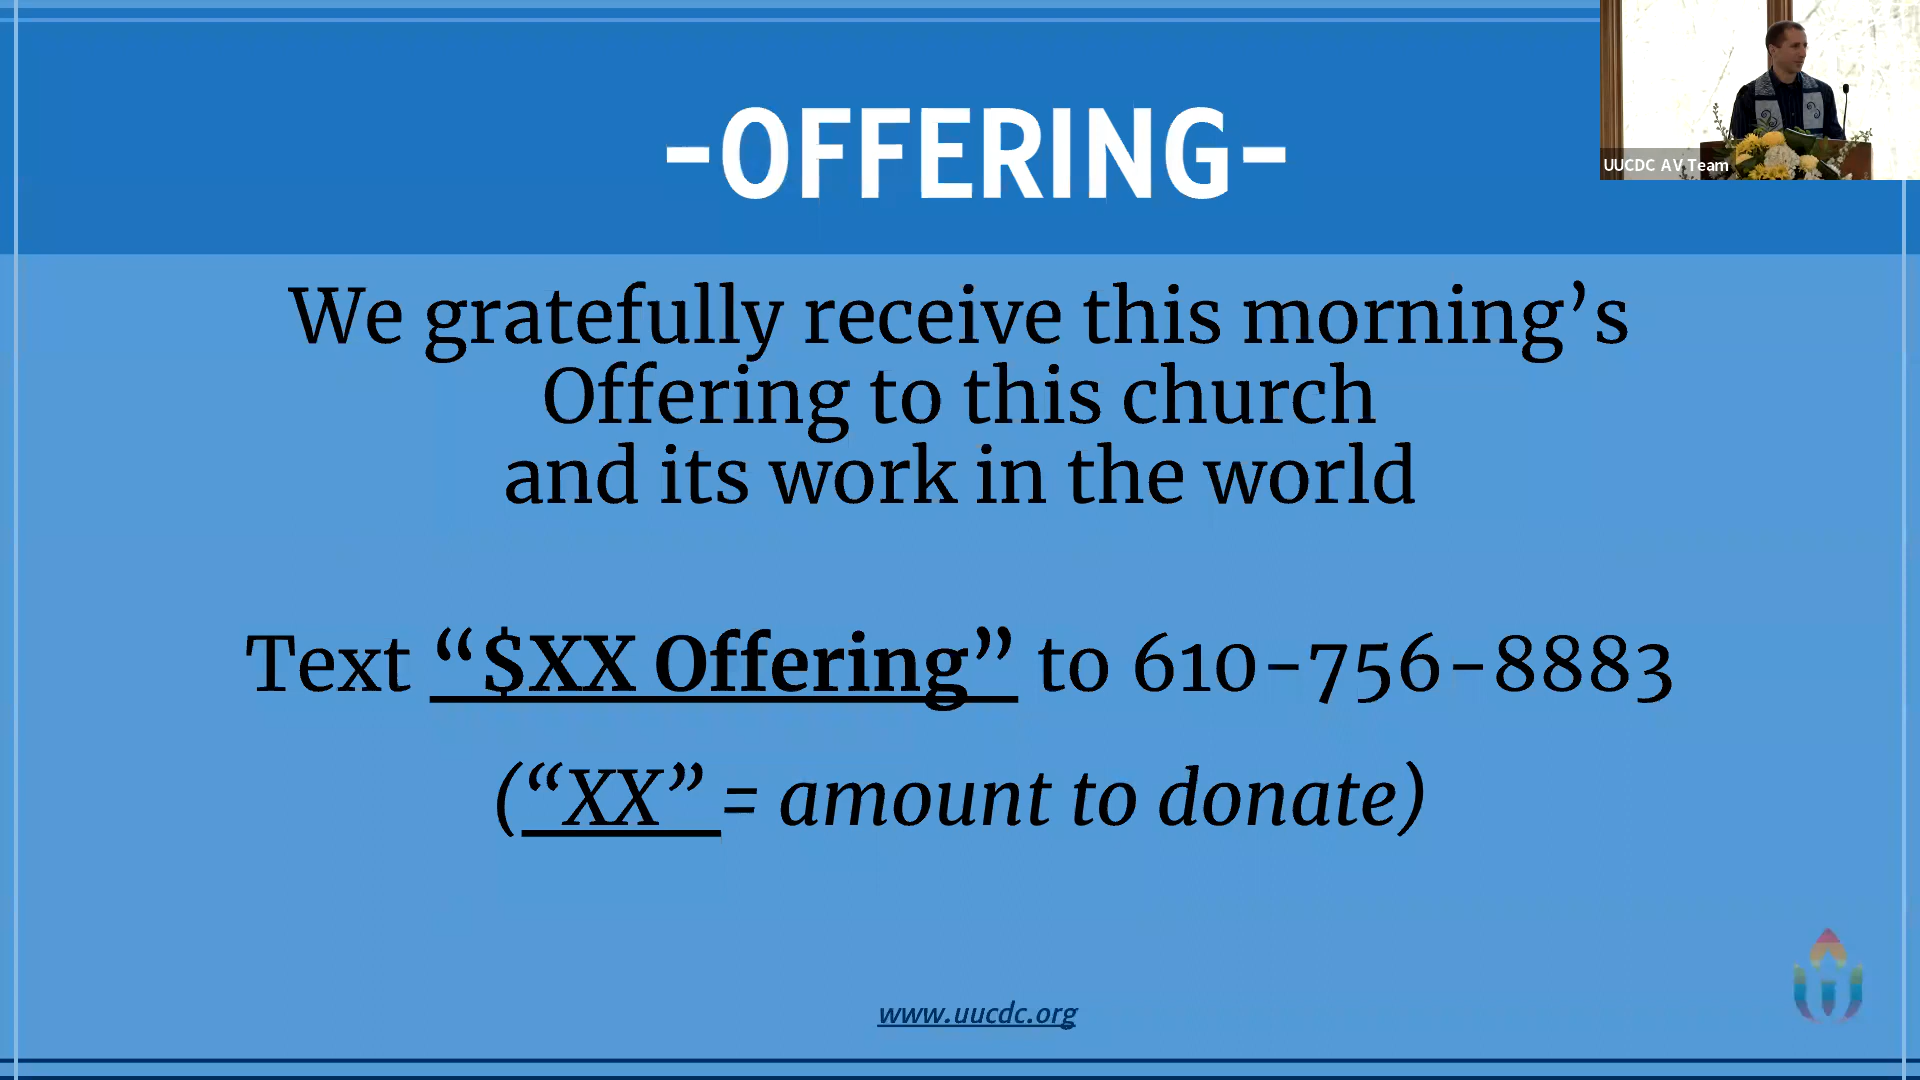 -OFFERING-
UUCDC AV Team
We gratefully receive this morning’s
Offering to this church
and its work in the world
Text “$XX Offering” to 610-756-8883
(“XX” = amount to donate)
www.uucdc.org